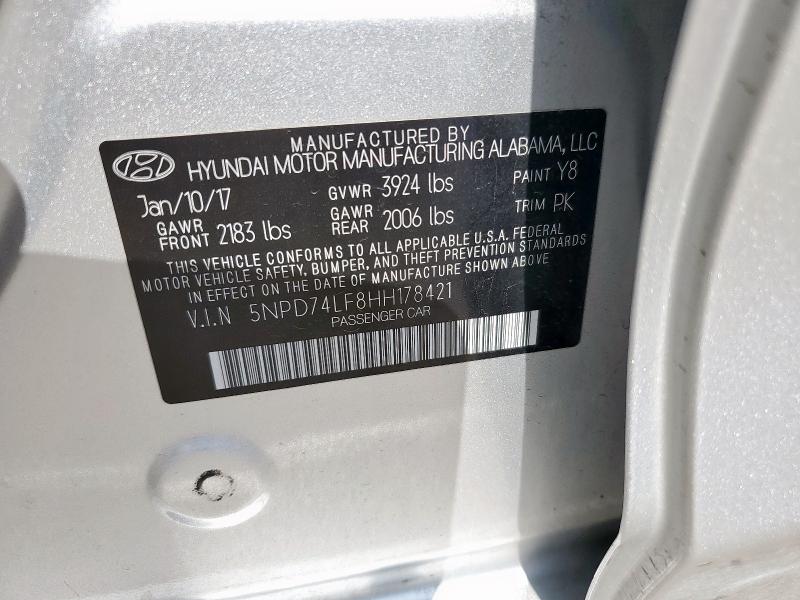 MANUFACTURED BY
HYUNDAI MOTOR MANUFACTURING ALABAMA, LLC
Jan/10/17 GVWR 3924 lbs PAINT Y8
GAWR FRONT 2183 lbs GAWR REAR 2006 lbs TRIM PK
THIS VEHICLE CONFORMS TO ALL APPLICABLE U.S.A. FEDERAL
MOTOR VEHICLE SAFETY, BUMPER, AND THEFT PREVENTION STANDARDS
IN EFFECT ON THE DATE OF MANUFACTURE SHOWN ABOVE
V.I.N 5NPD74LF8HH178421
PASSENGER CAR